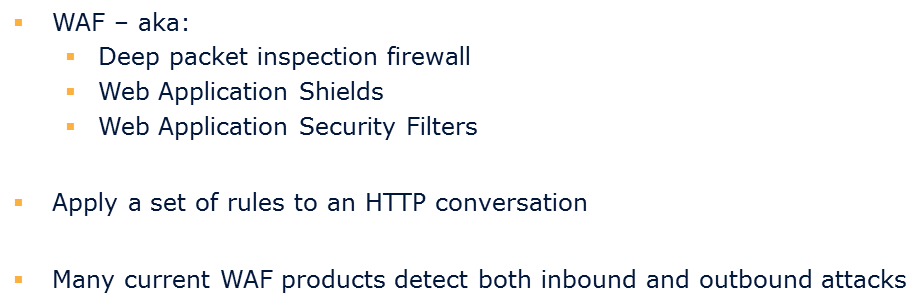 WAF – aka:
Deep packet inspection firewall
Web Application Shields
Web Application Security Filters
Apply a set of rules to an HTTP conversation
Many current WAF products detect both inbound and outbound attacks